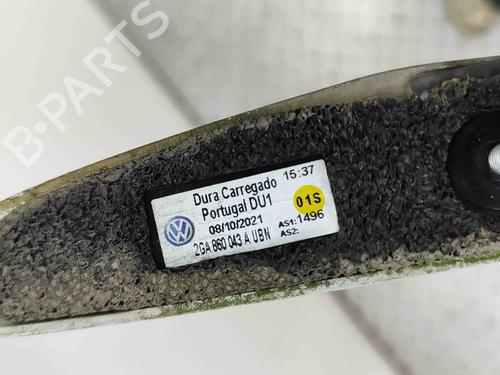 B-PARTS
Dura Carregado 15:37
Portugal DU1 01S
08/10/2021 AS1:1496
2GA 860 043 A UBN AS2: